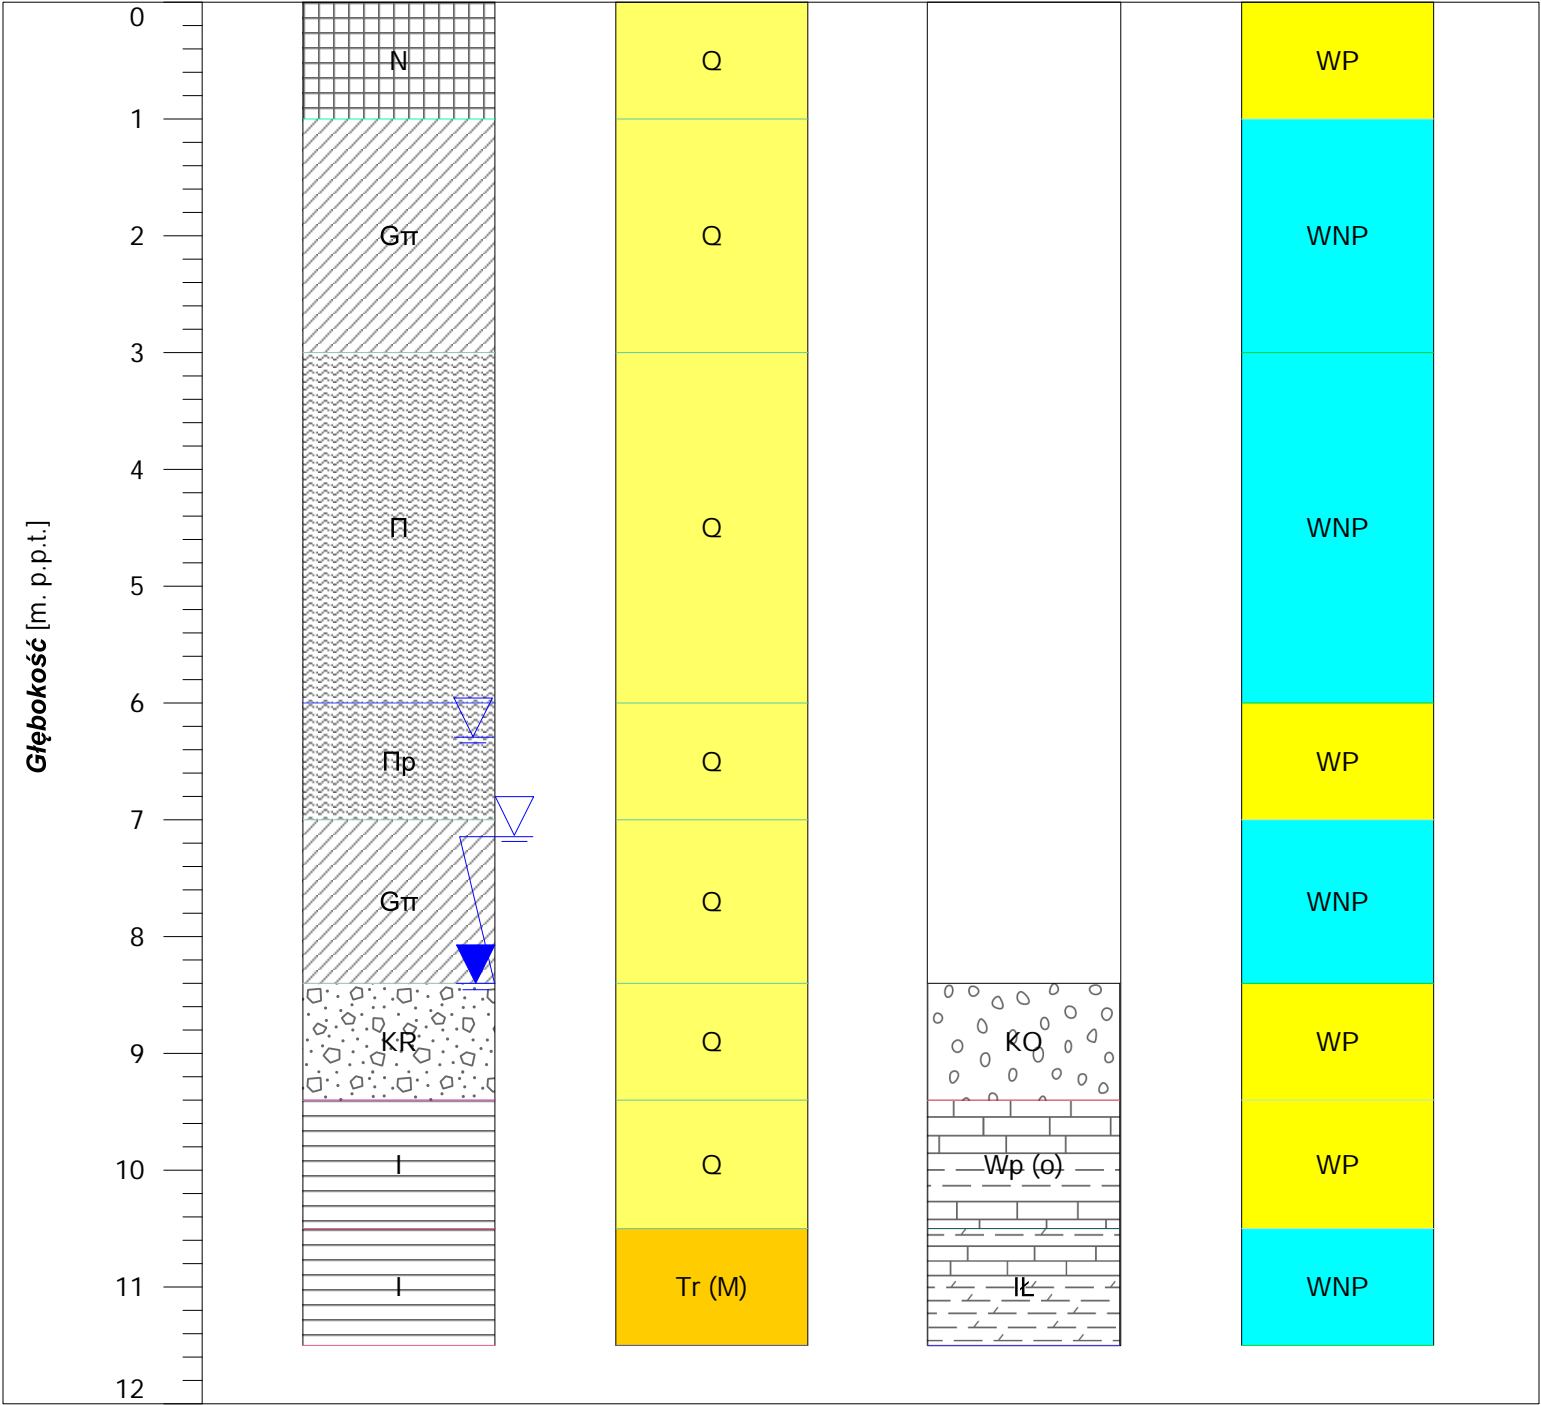 Głębokość [m. p.p.t.]
0
N Q WP
1
2 Gπ Q WNP
3
4
Π Q WNP
5
6
Πp Q WP
7
Gπ Q WNP
8
9 KR Q KO WP
10 I Q Wp (o) WP
11 I Tr (M) IŁ WNP
12